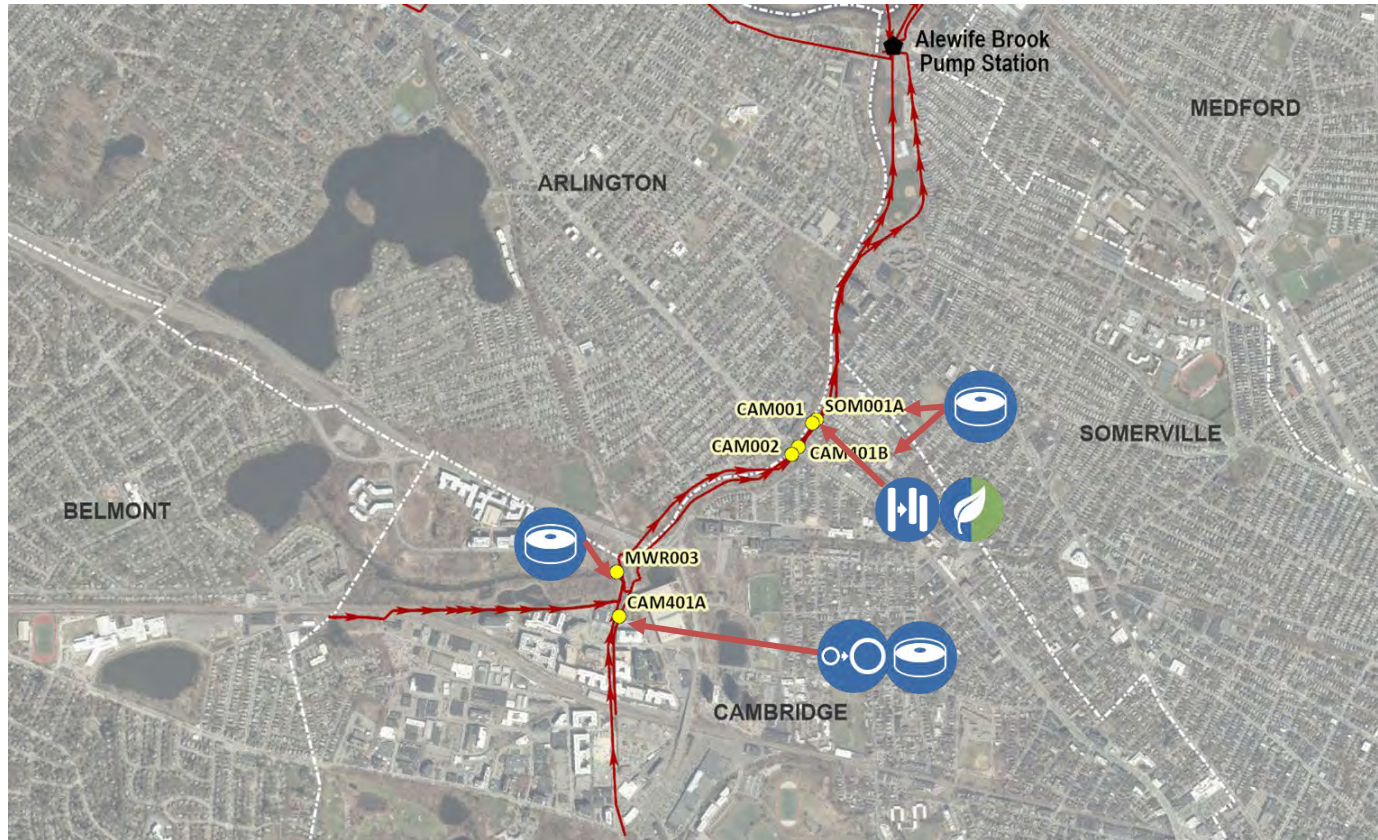 Alewife Brook
Pump Station
MEDFORD
ARLINGTON
CAM001
SOM001A
SOMERVILLE
CAM002
CAM401B
BELMONT
MWR003
CAM401A
CAMBRIDGE